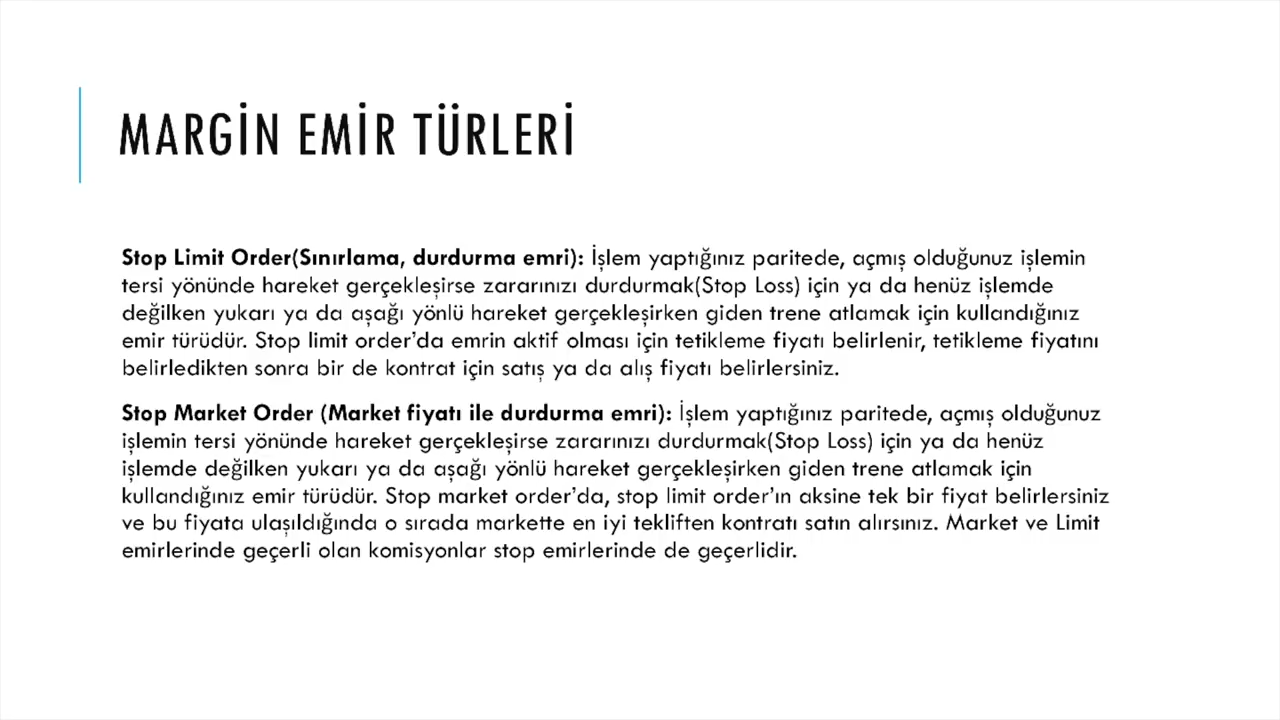 MARGİN EMİR TÜRLERİ
Stop Limit Order(Sınırlama, durdurma emri): İşlem yaptığınız paritede, açmış olduğunuz işlemin
tersi yönünde hareket gerçekleşirse zararınızı durdurmak(Stop Loss) için ya da henüz işlemde
değilken yukarı ya da aşağı yönlü hareket gerçekleşirken giden trene atlamak için kullandığınız
emir türüdür. Stop limit order’da emrin aktif olması için tetikleme fiyatı belirlenir, tetikleme fiyatını
belirledikten sonra bir de kontrat için satış ya da alış fiyatı belirlersiniz.
Stop Market Order (Market fiyatı ile durdurma emri): İşlem yaptığınız paritede, açmış olduğunuz
işlemin tersi yönünde hareket gerçekleşirse zararınızı durdurmak(Stop Loss) için ya da henüz
işlemde değilken yukarı ya da aşağı yönlü hareket gerçekleşirken giden trene atlamak için
kullandığınız emir türüdür. Stop market order’da, stop limit order’ın aksine tek bir fiyat belirlersiniz
ve bu fiyata ulaşıldığında o sırada markette en iyi tekliften kontratı satın alırsınız. Market ve Limit
emirlerinde geçerli olan komisyonlar stop emirlerinde de geçerlidir.